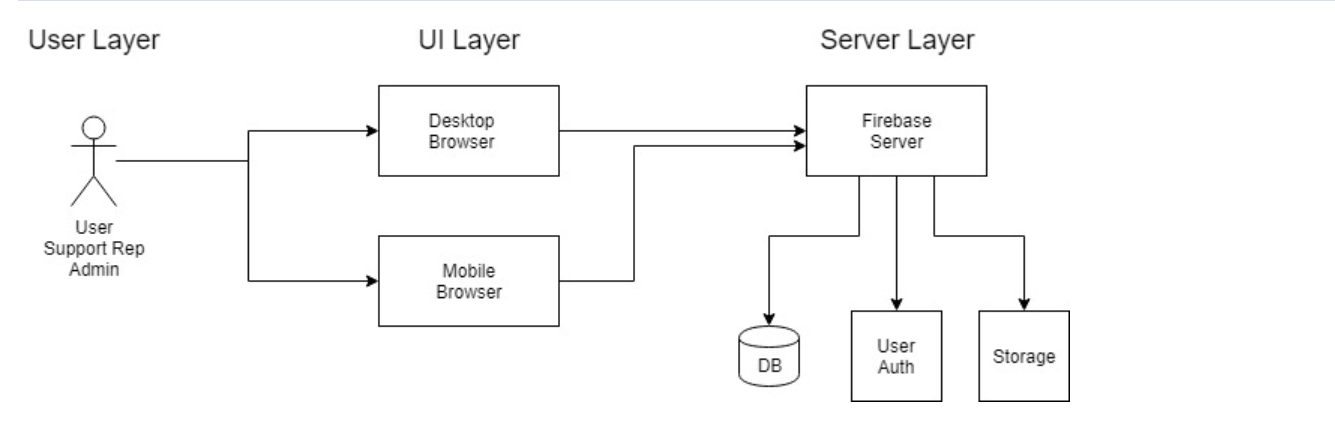 User Layer
UI Layer
Server Layer
Desktop
Browser
Firebase
Server
User
Support Rep
Admin
Mobile
Browser
DB
User
Auth
Storage